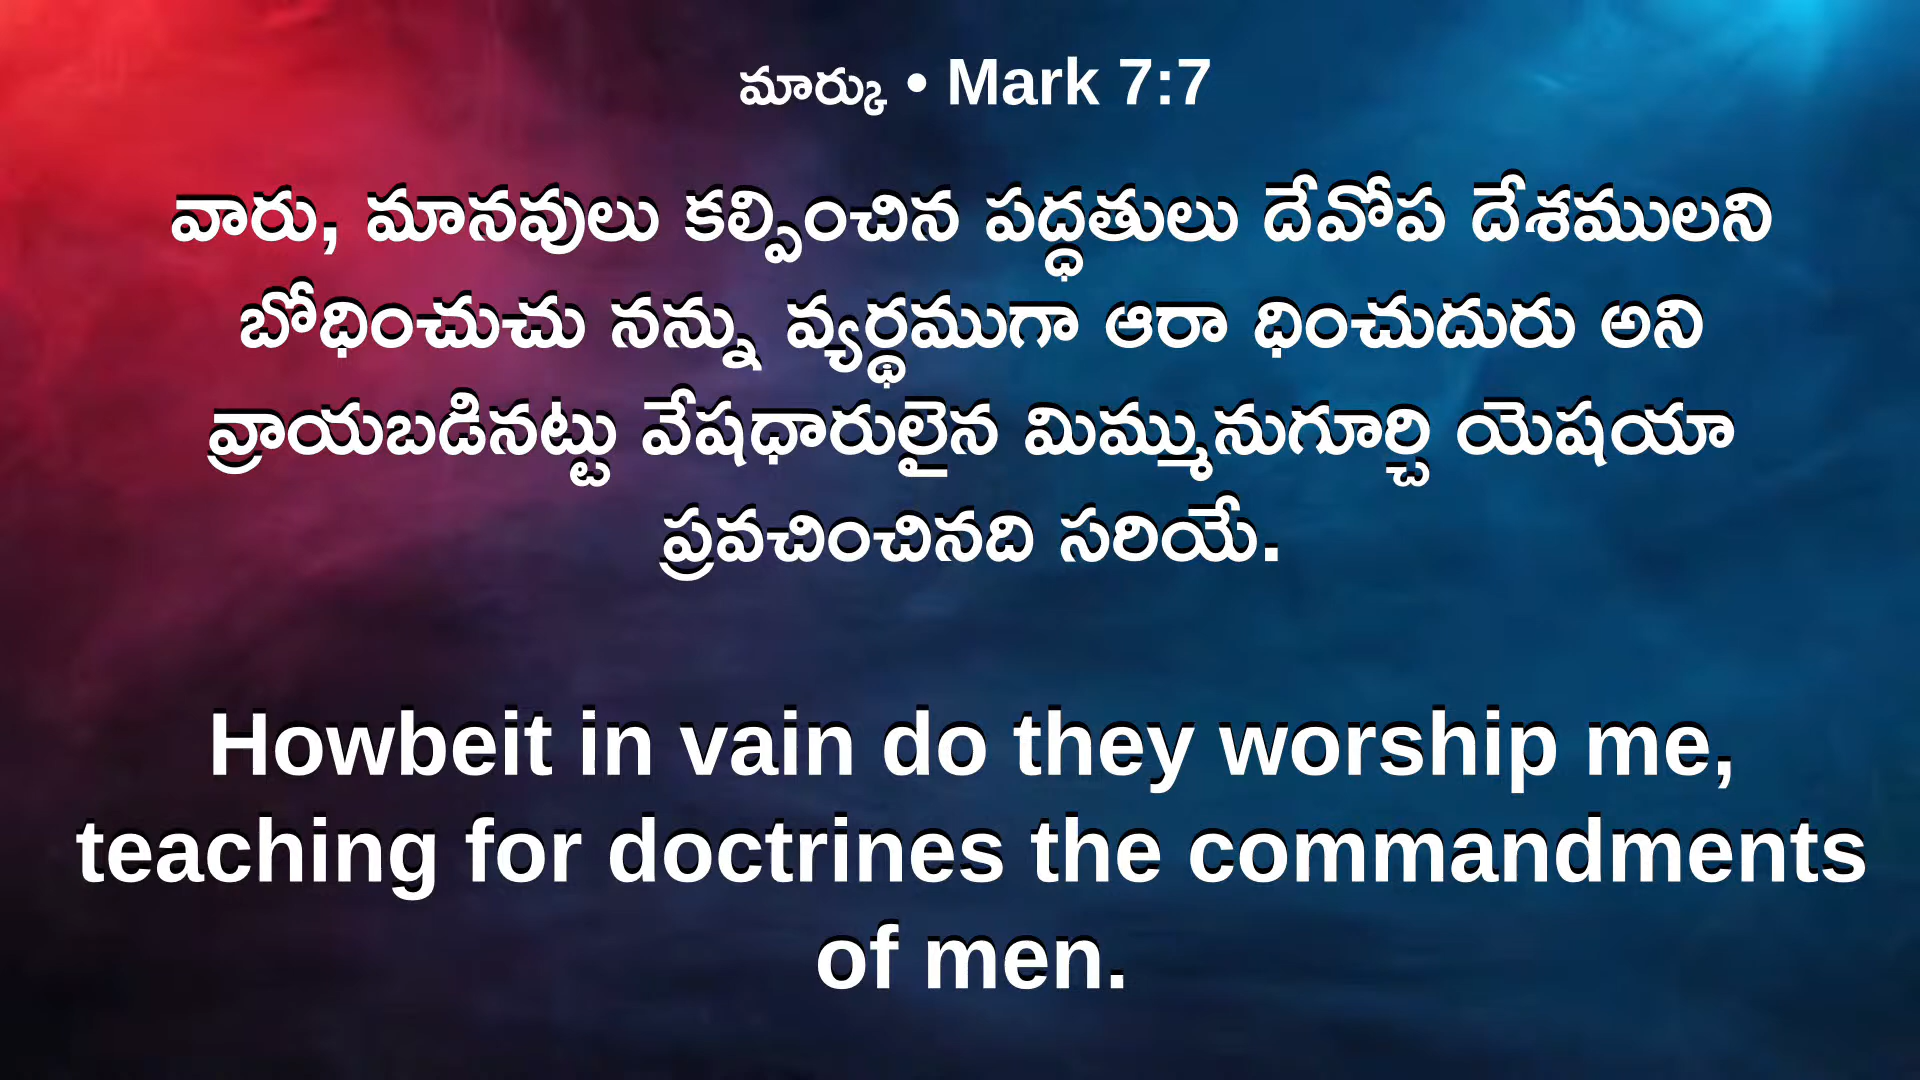 మార్కు • Mark 7:7
వారు, మానవులు కల్పించిన పద్ధతులు దేవోప దేశములని
బోధించుచు నన్ను వ్యర్థముగా ఆరా ధించుదురు అని
వ్రాయబడినట్టు వేషధారులైన మిమ్మునుగూర్చి యెషయా
ప్రవచించినది సరియే.
Howbeit in vain do they worship me,
teaching for doctrines the commandments
of men.